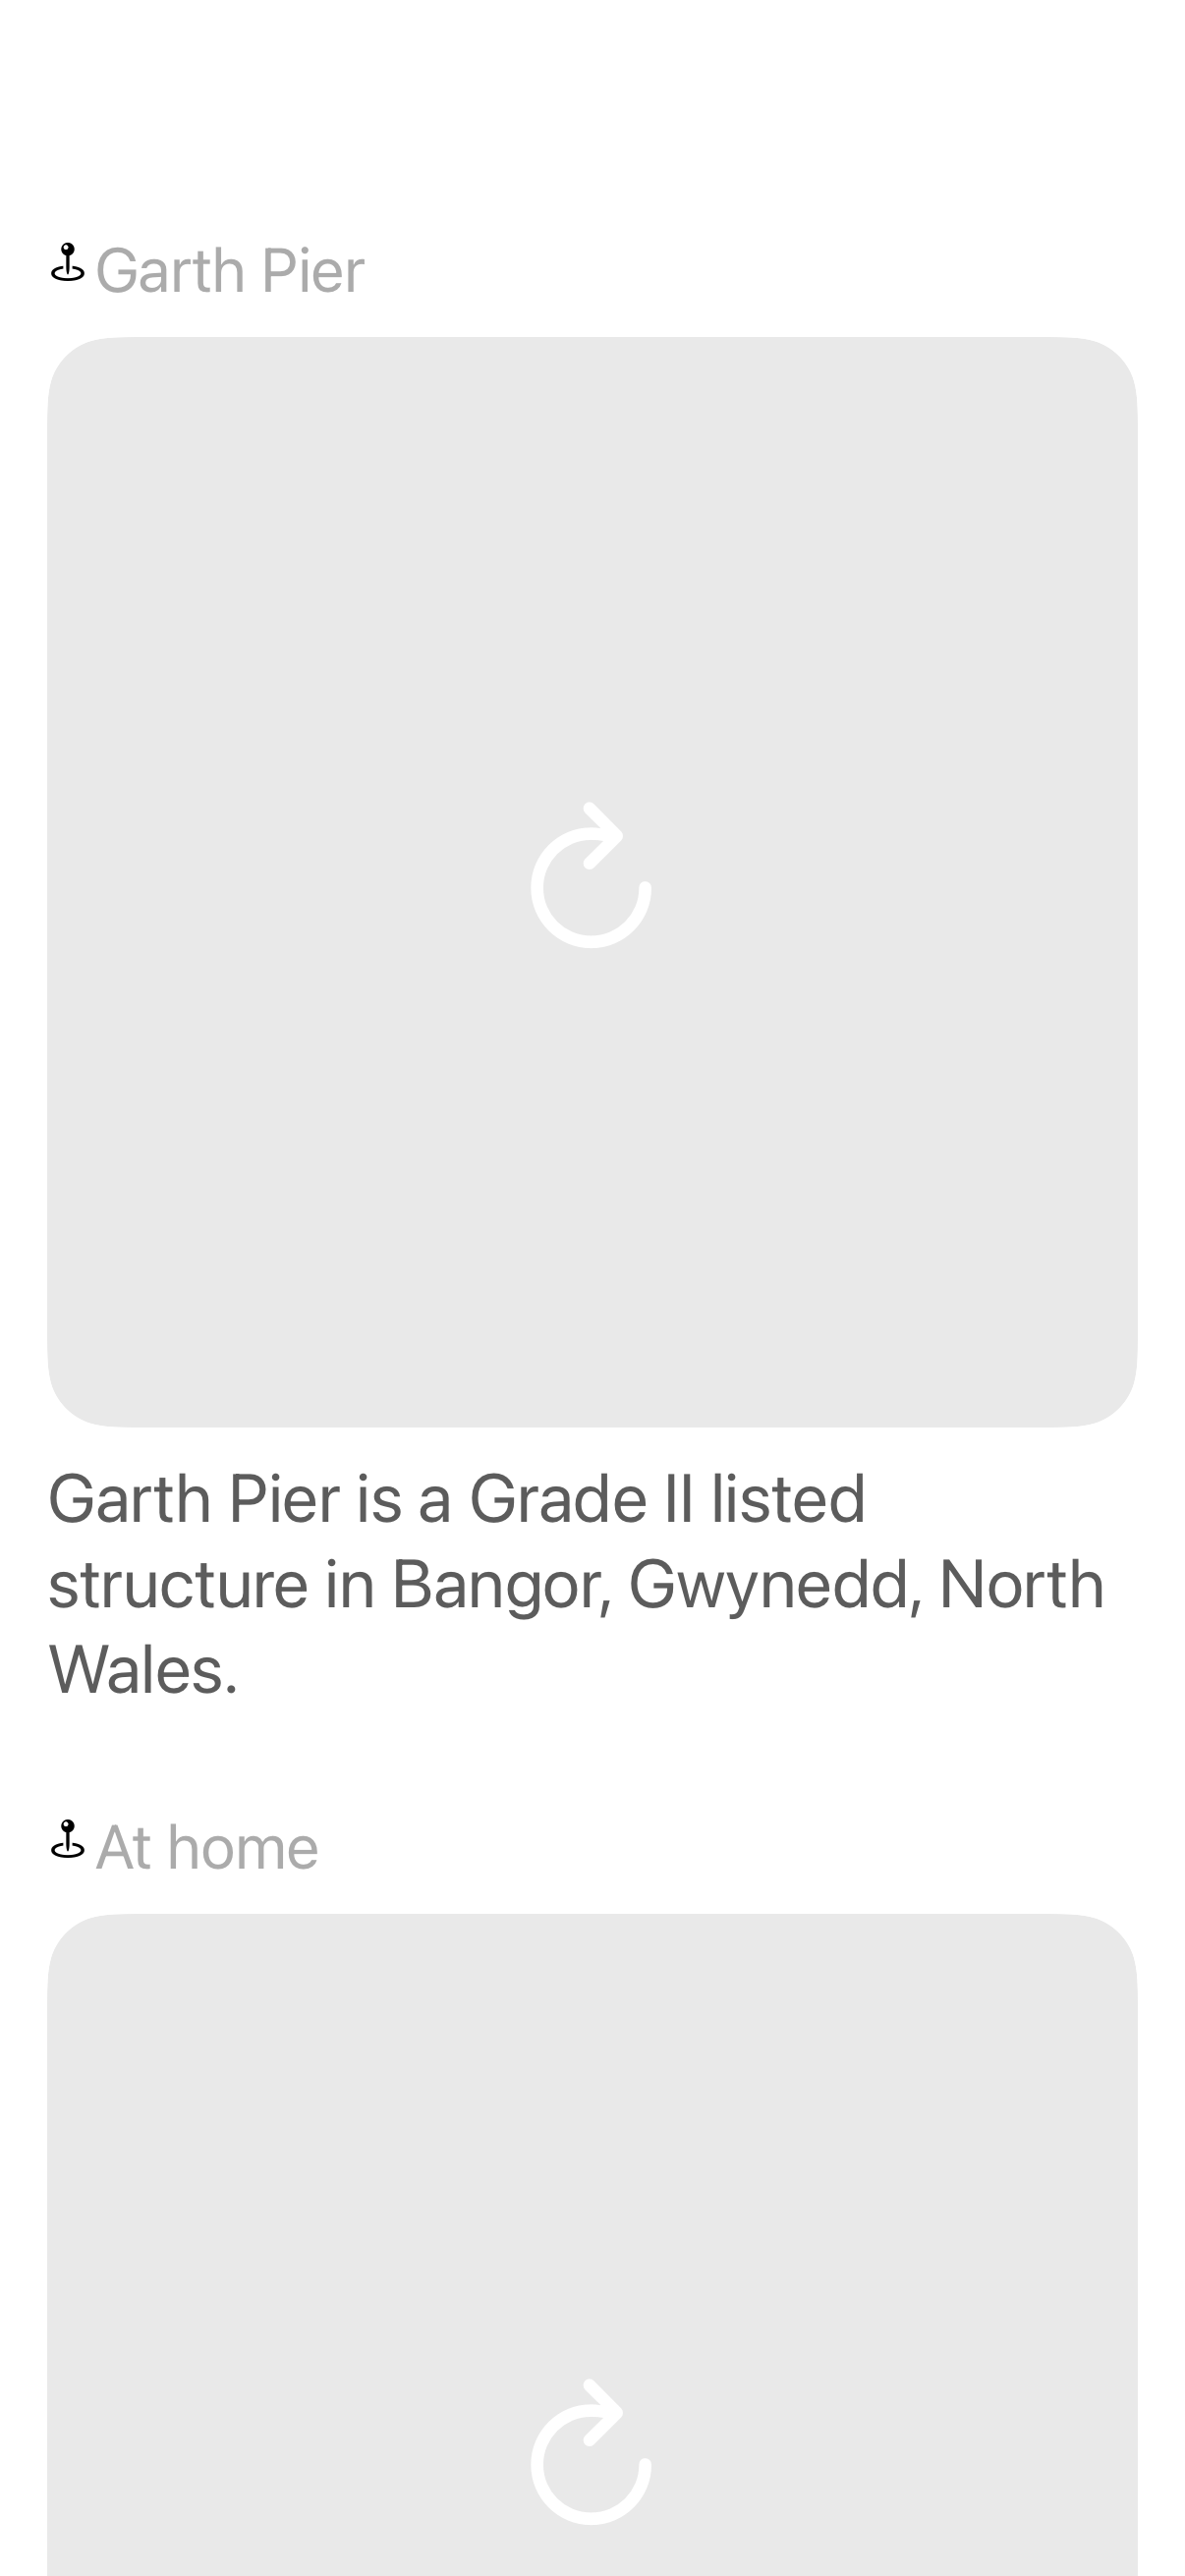 Garth Pier
Garth Pier is a Grade II listed
structure in Bangor, Gwynedd, North
Wales.
At home